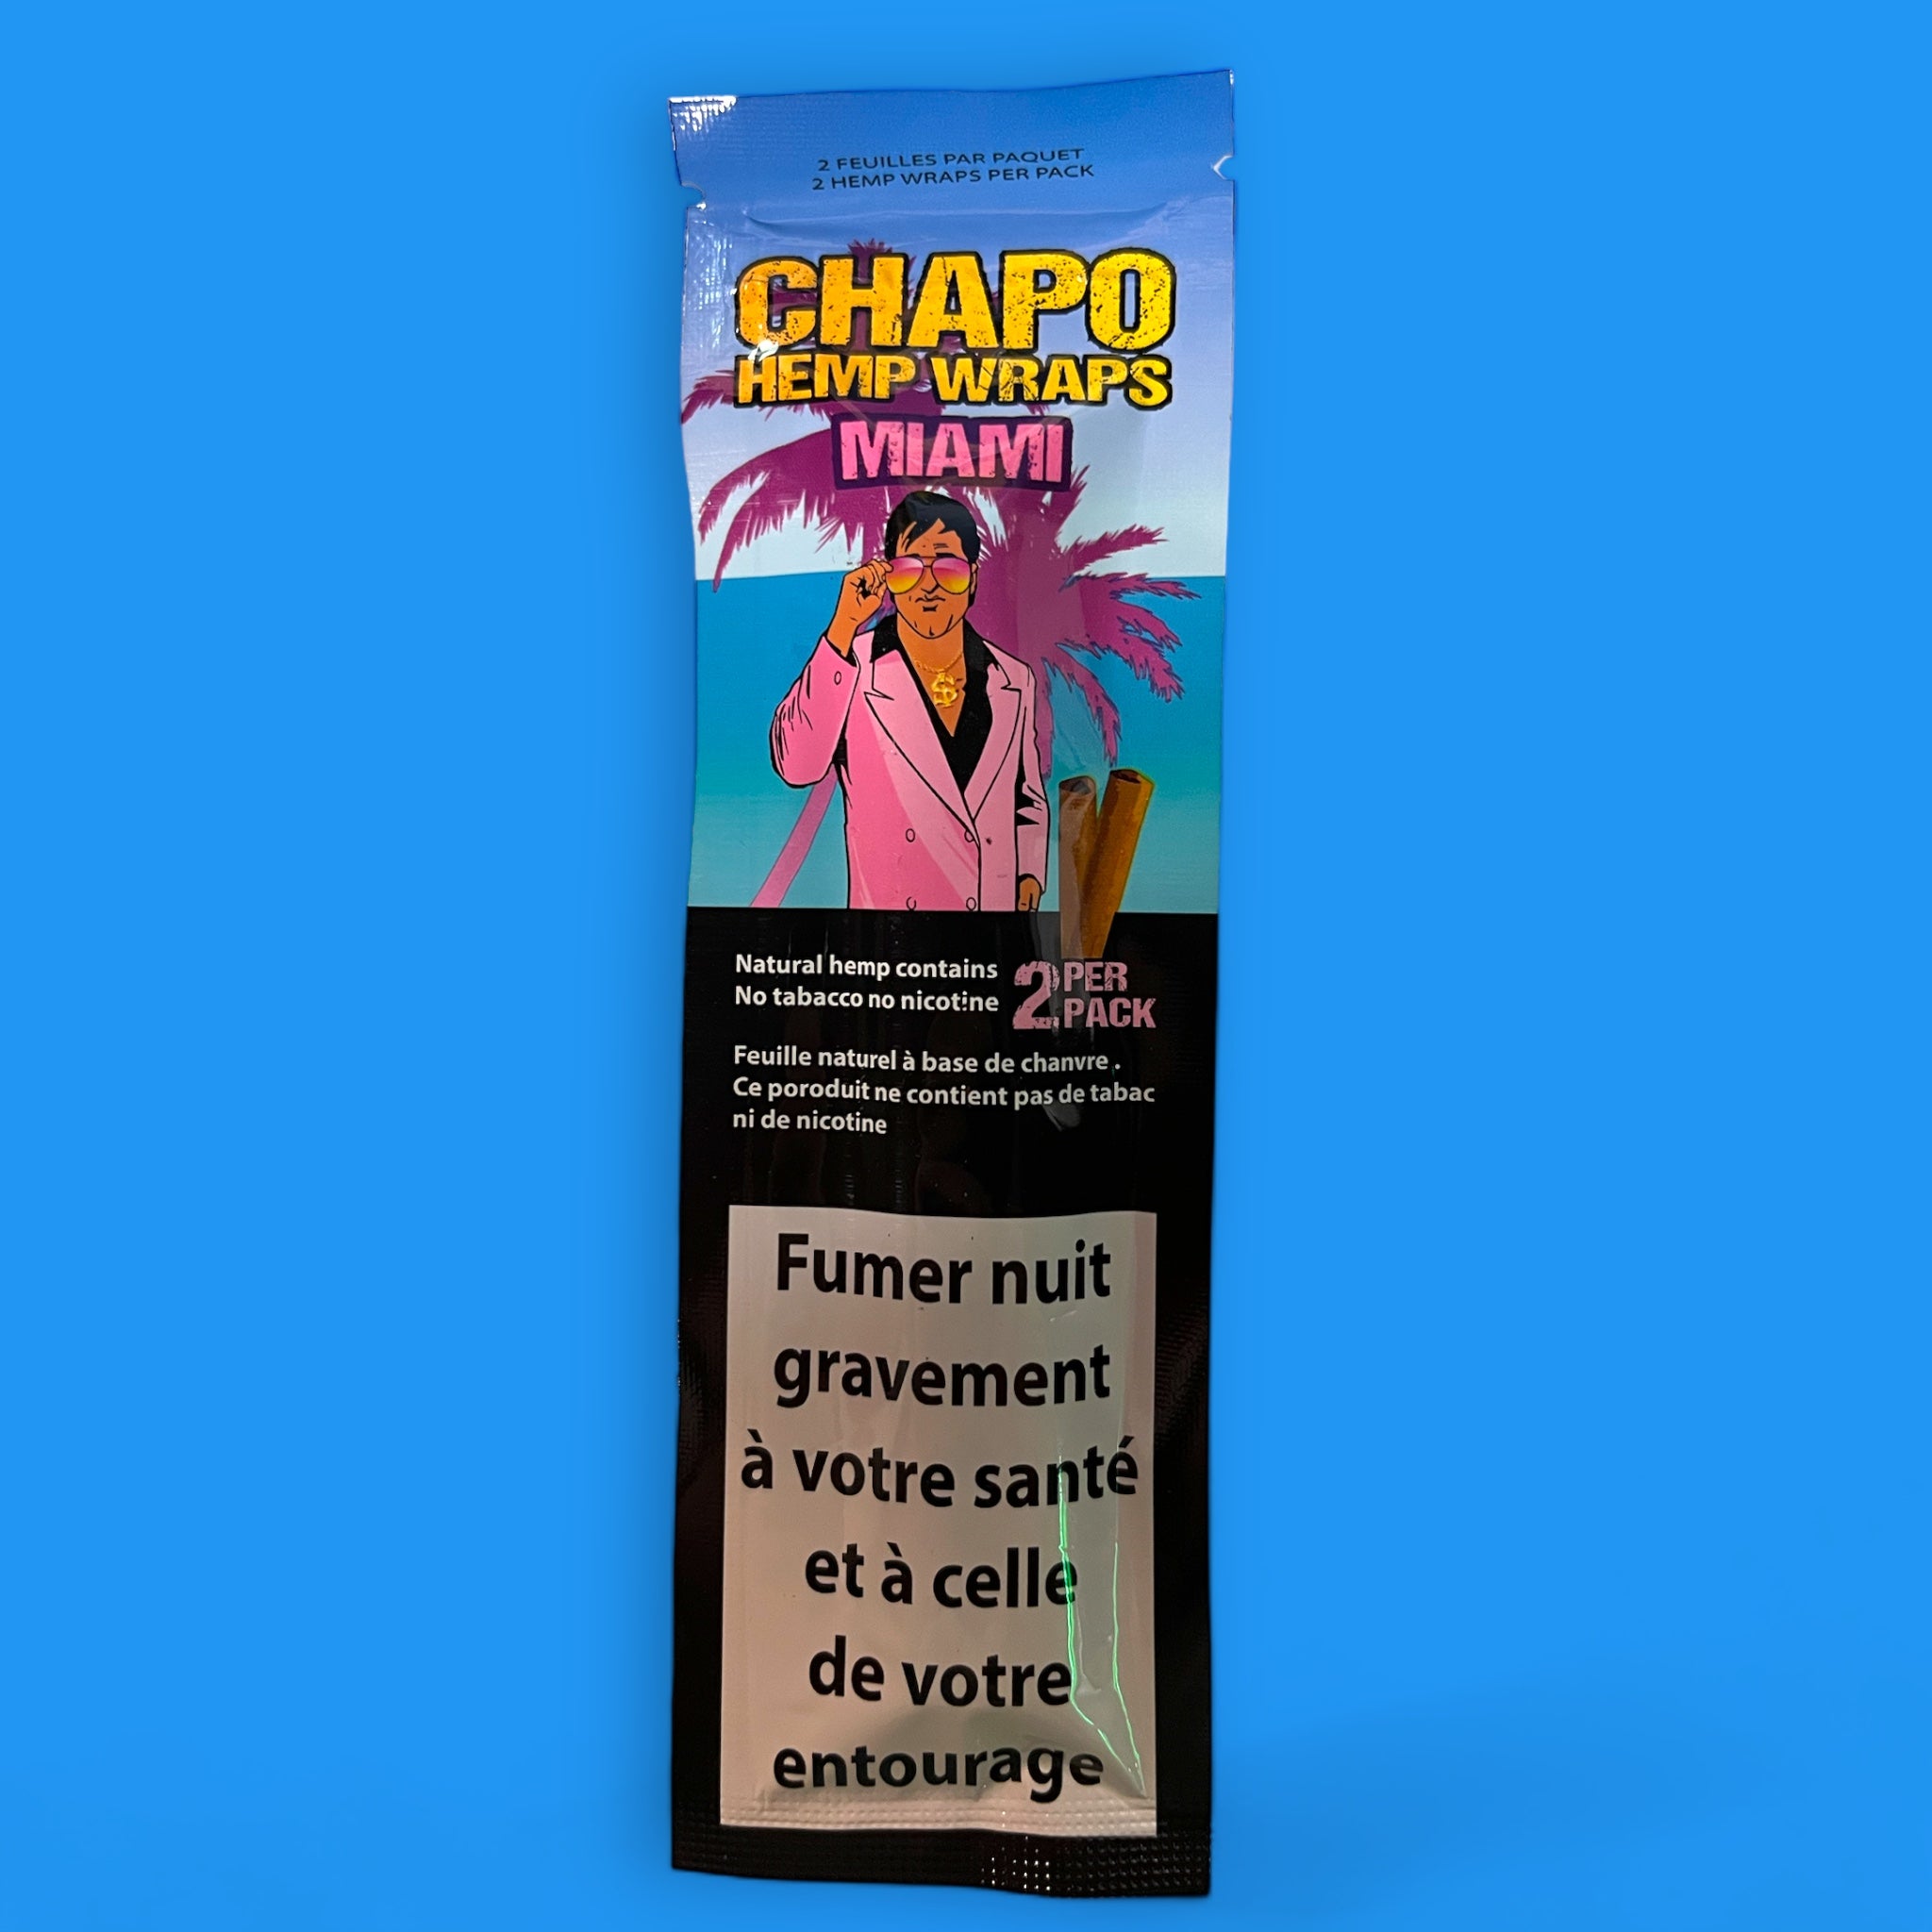 2 FEUILLES PAR PAQUET
2 HEMP WRAPS PER PACK
CHAPO
HEMP WRAPS
MIAMI
Natural hemp contains
No tabacco no nicotine
2 PER
PACK
Feuille naturel à base de chanvre .
Ce poroduit ne contient pas de tabac
ni de nicotine
Fumer nuit
gravement
à votre santé
et à celle
de votre
entourage